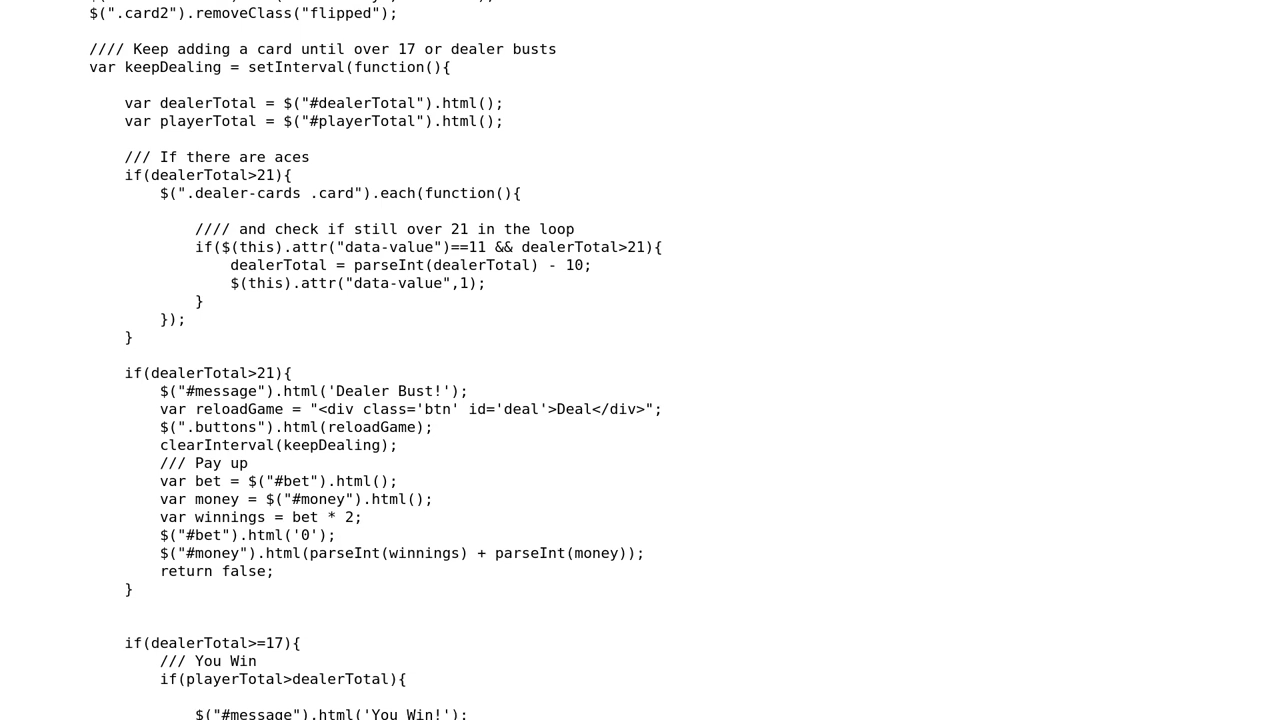 $(".card2").removeClass("flipped");
//// Keep adding a card until over 17 or dealer busts
var keepDealing = setInterval(function(){
var dealerTotal = $("#dealerTotal").html();
var playerTotal = $("#playerTotal").html();
/// If there are aces
if(dealerTotal>21){
$(".dealer-cards .card").each(function(){
//// and check if still over 21 in the loop
if($(this).attr("data-value")==11 && dealerTotal>21){
dealerTotal = parseInt(dealerTotal) - 10;
$(this).attr("data-value",1);
}
});
}
if(dealerTotal>21){
$("#message").html('Dealer Bust!');
var reloadGame = "<div class='btn' id='deal'>Deal</div>";
$(".buttons").html(reloadGame);
clearInterval(keepDealing);
/// Pay up
var bet = $("#bet").html();
var money = $("#money").html();
var winnings = bet * 2;
$("#bet").html('0');
$("#money").html(parseInt(winnings) + parseInt(money));
return false;
}
if(dealerTotal>=17){
/// You Win
if(playerTotal>dealerTotal){
$("#message").html('You Win!');